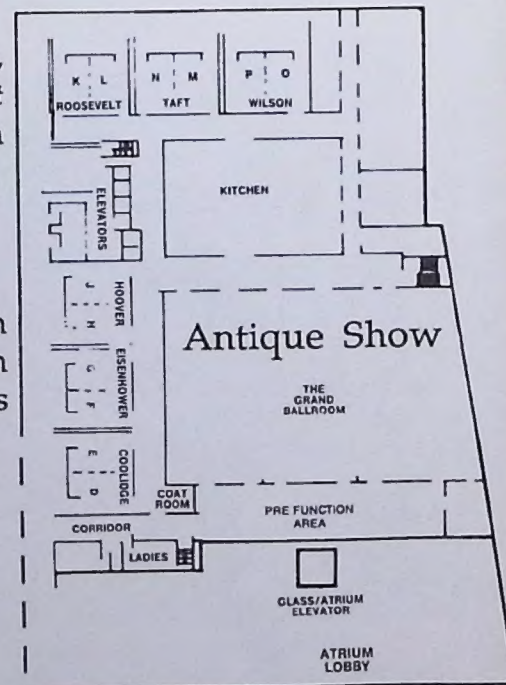 K L
ROOSEVELT
N M
TAFT
P O
WILSON
KITCHEN
ELEVATORS
J
H
HOOVER
Antique Show
THE
GRAND
BALLROOM
G
F
EISENHOWER
E
D
COOLIDGE
COAT
ROOM
PRE FUNCTION
AREA
CORRIDOR
LADIES
GLASS/ATRIUM
ELEVATOR
ATRIUM
LOBBY